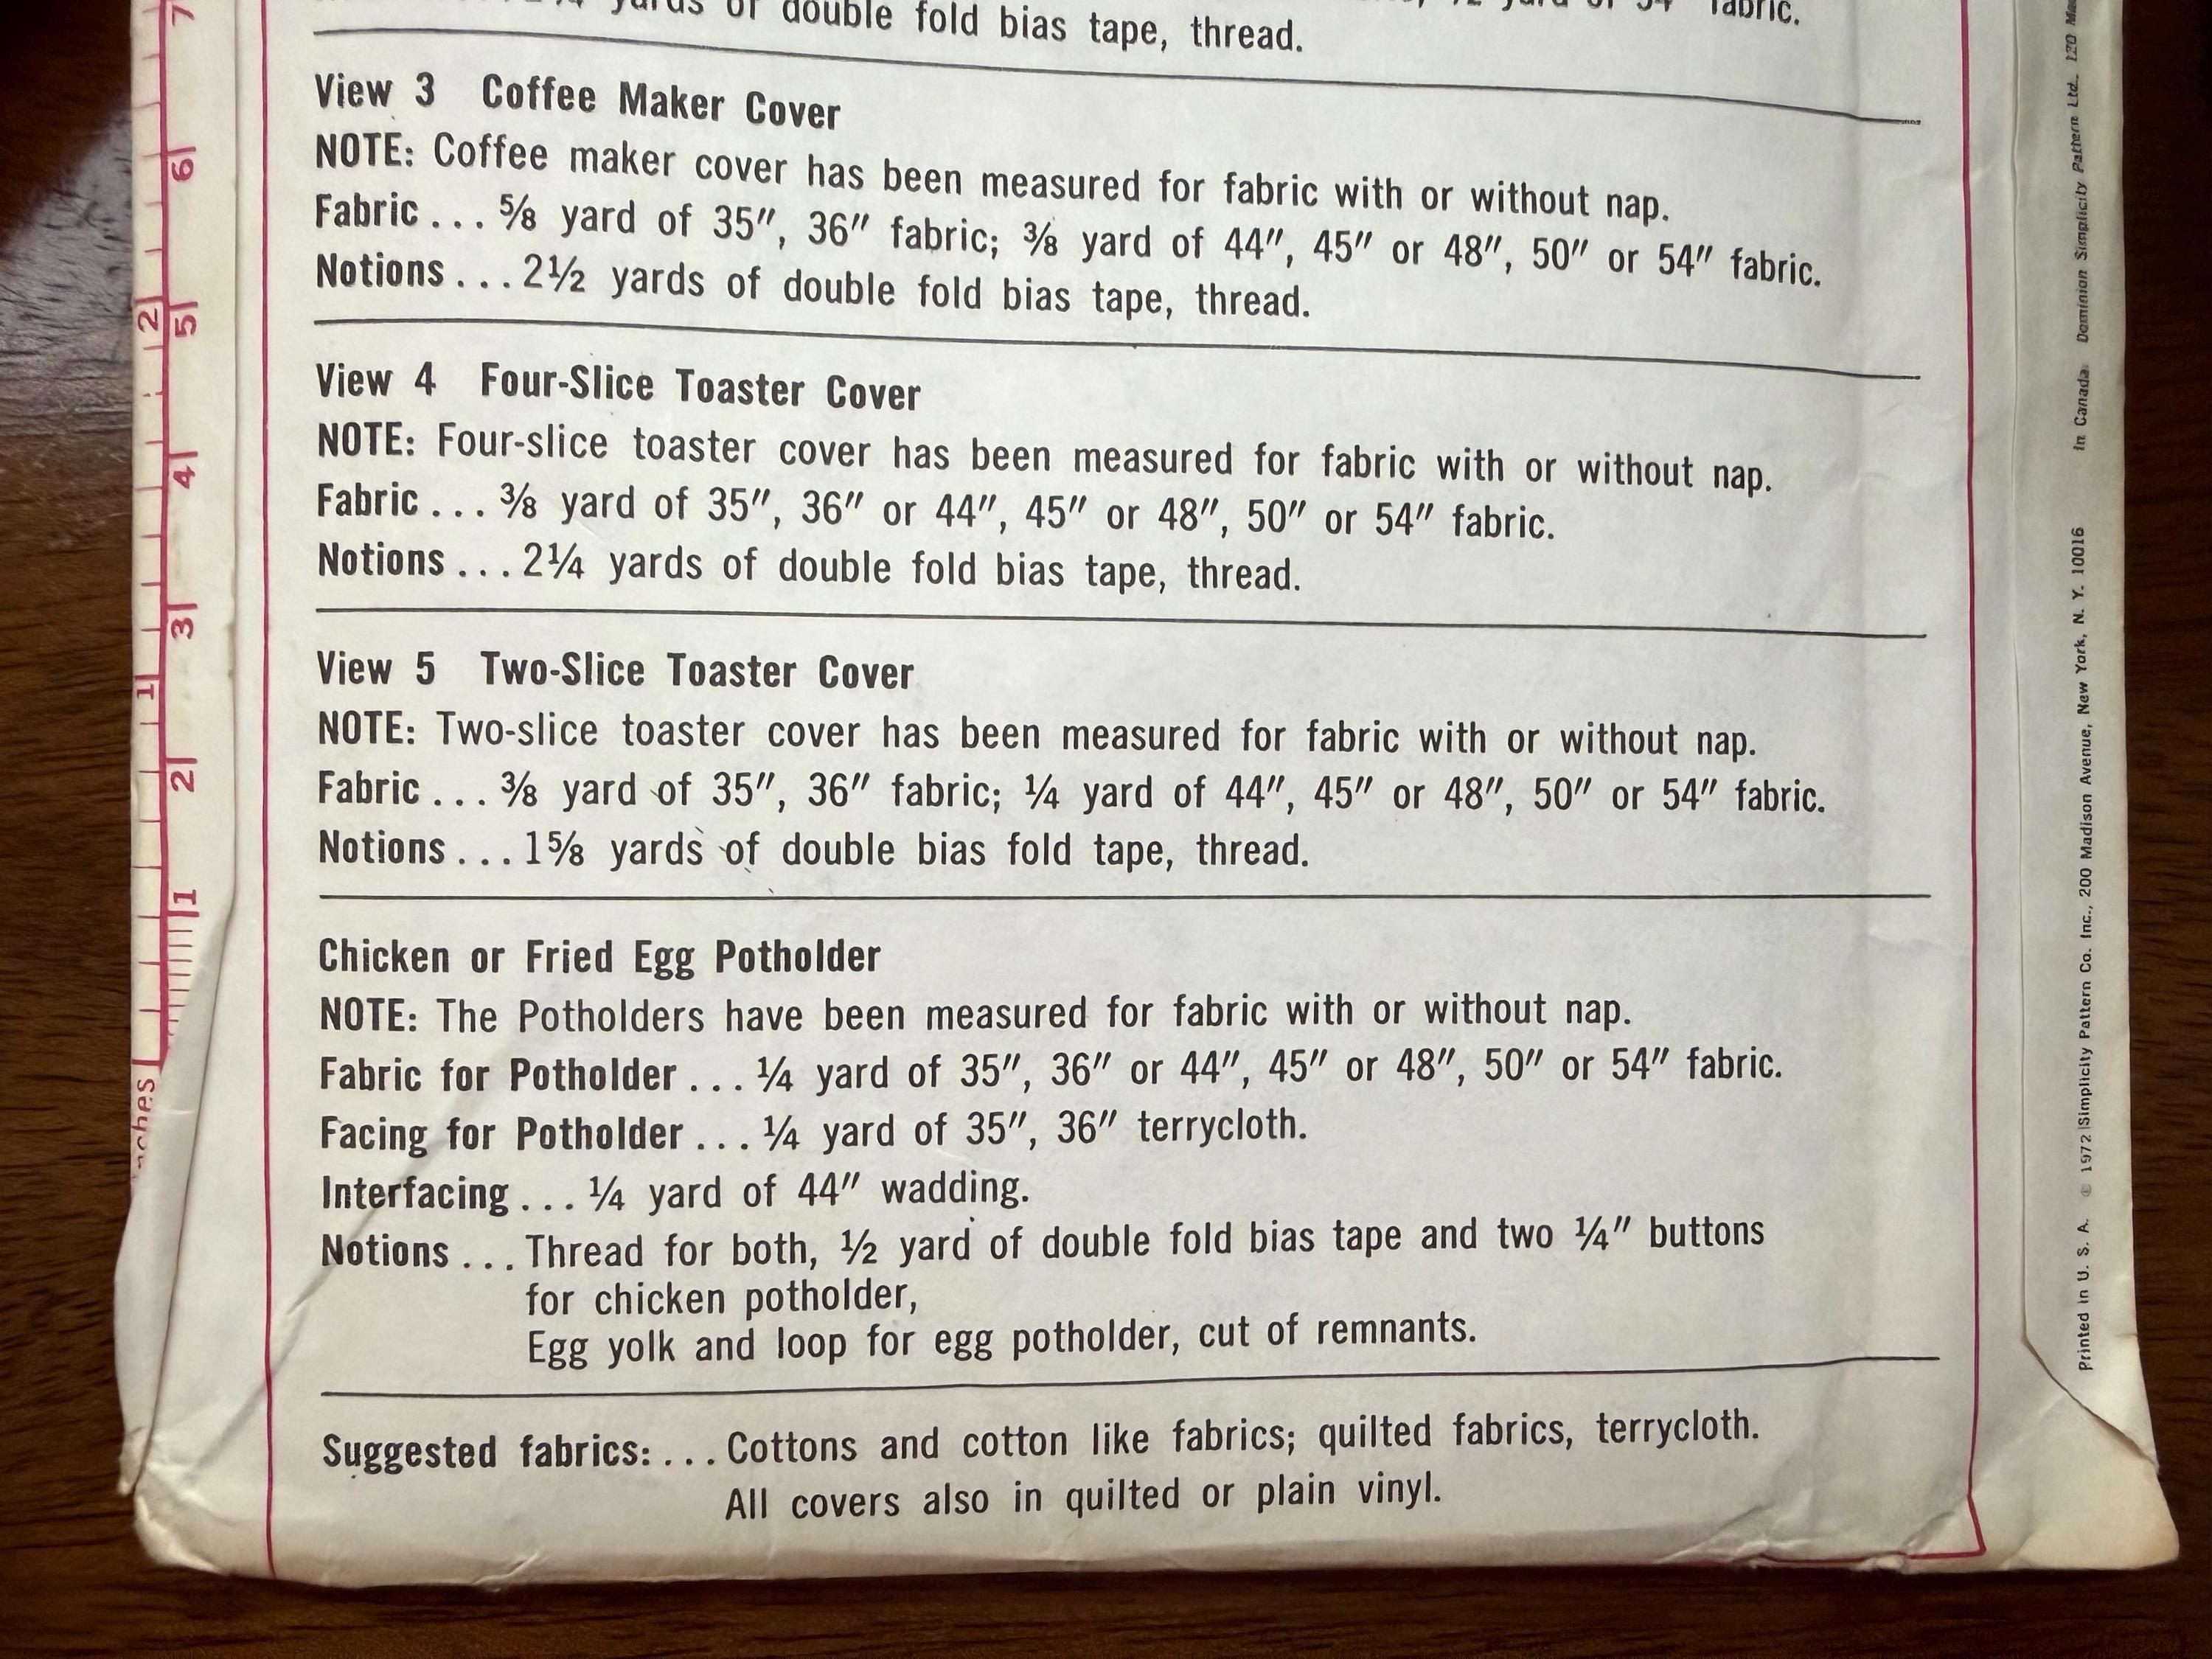 yards of double fold bias tape, thread.
fabric.
View 3 Coffee Maker Cover
NOTE: Coffee maker cover has been measured for fabric with or without nap.
Fabric . . . ⅝ yard of 35″, 36″ fabric; ⅜ yard of 44″, 45″ or 48″, 50″ or 54″ fabric.
Notions . . . 2½ yards of double fold bias tape, thread.
View 4 Four-Slice Toaster Cover
NOTE: Four-slice toaster cover has been measured for fabric with or without nap.
Fabric . . . ⅜ yard of 35″, 36″ or 44″, 45″ or 48″, 50″ or 54″ fabric.
Notions . . . 2¼ yards of double fold bias tape, thread.
View 5 Two-Slice Toaster Cover
NOTE: Two-slice toaster cover has been measured for fabric with or without nap.
Fabric . . . ⅜ yard of 35″, 36″ fabric; ¼ yard of 44″, 45″ or 48″, 50″ or 54″ fabric.
Notions . . . 1⅝ yards of double bias fold tape, thread.
Chicken or Fried Egg Potholder
NOTE: The Potholders have been measured for fabric with or without nap.
Fabric for Potholder . . . ¼ yard of 35″, 36″ or 44″, 45″ or 48″, 50″ or 54″ fabric.
Facing for Potholder . . . ¼ yard of 35″, 36″ terrycloth.
Interfacing . . . ¼ yard of 44″ wadding.
Notions . . . Thread for both, ½ yard of double fold bias tape and two ¼″ buttons
for chicken potholder,
Egg yolk and loop for egg potholder, cut of remnants.
Suggested fabrics: . . . Cottons and cotton like fabrics; quilted fabrics, terrycloth.
All covers also in quilted or plain vinyl.
Printed in U. S. A. © 1972 Simplicity Pattern Co. Inc., 200 Madison Avenue, New York, N. Y. 10016 In Canada Dominion Simplicity Pattern Ltd. 120
1 2 3 4 5 6 7
1 2